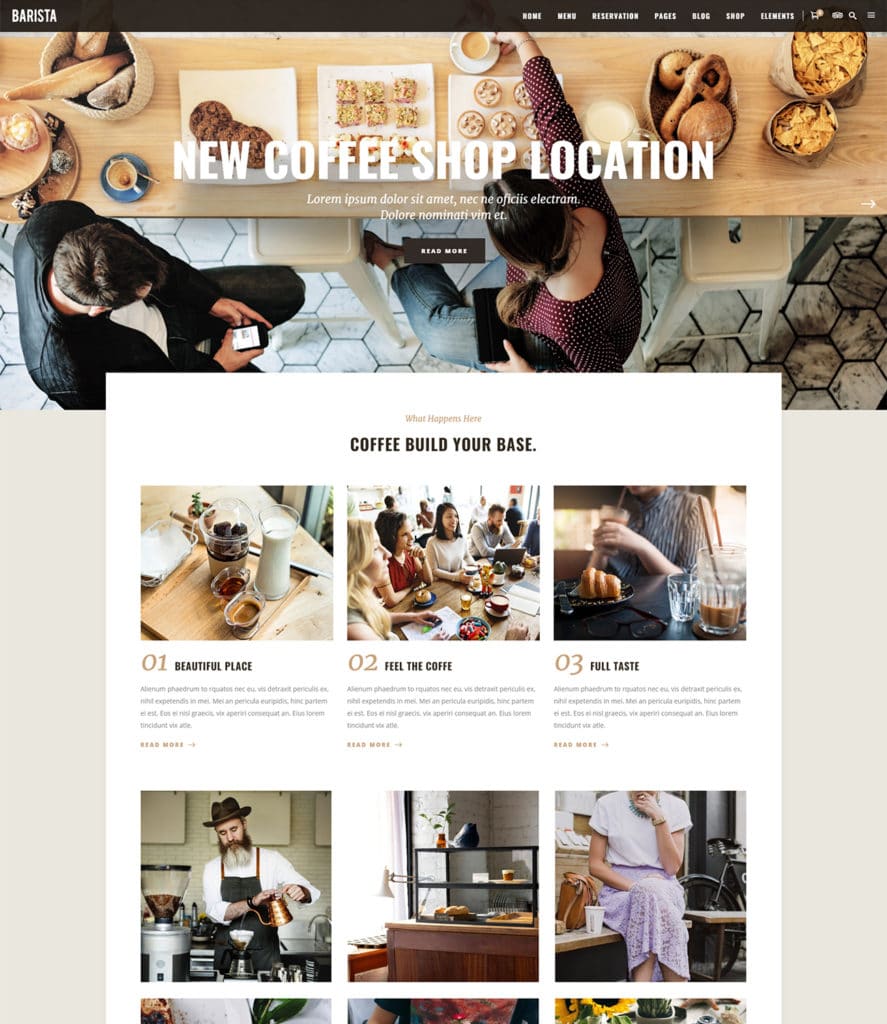 BARISTA
HOME MENU RESERVATION PAGES BLOG SHOP ELEMENTS
NEW COFFEE SHOP LOCATION
Lorem ipsum dolor sit amet, nec ne oficiis electram.
Dolore nominati vim et.
READ MORE
What Happens Here
COFFEE BUILD YOUR BASE.
01 BEAUTIFUL PLACE
Alienum phaedrum to rquatos nec eu, vis detraxit periculis ex,
nihil expetendis in mei. Mei an pericula euripidis, hinc partem
ei est. Eos ei nisl graecis, vix aperiri consequat an. Eius lorem
tincidunt vix atle.
READ MORE
02 FEEL THE COFFE
Alienum phaedrum to rquatos nec eu, vis detraxit periculis ex,
nihil expetendis in mei. Mei an pericula euripidis, hinc partem
ei est. Eos ei nisl graecis, vix aperiri consequat an. Eius lorem
tincidunt vix atle.
READ MORE
03 FULL TASTE
Alienum phaedrum to rquatos nec eu, vis detraxit periculis ex,
nihil expetendis in mei. Mei an pericula euripidis, hinc partem
ei est. Eos ei nisl graecis, vix aperiri consequat an. Eius lorem
tincidunt vix atle.
READ MORE